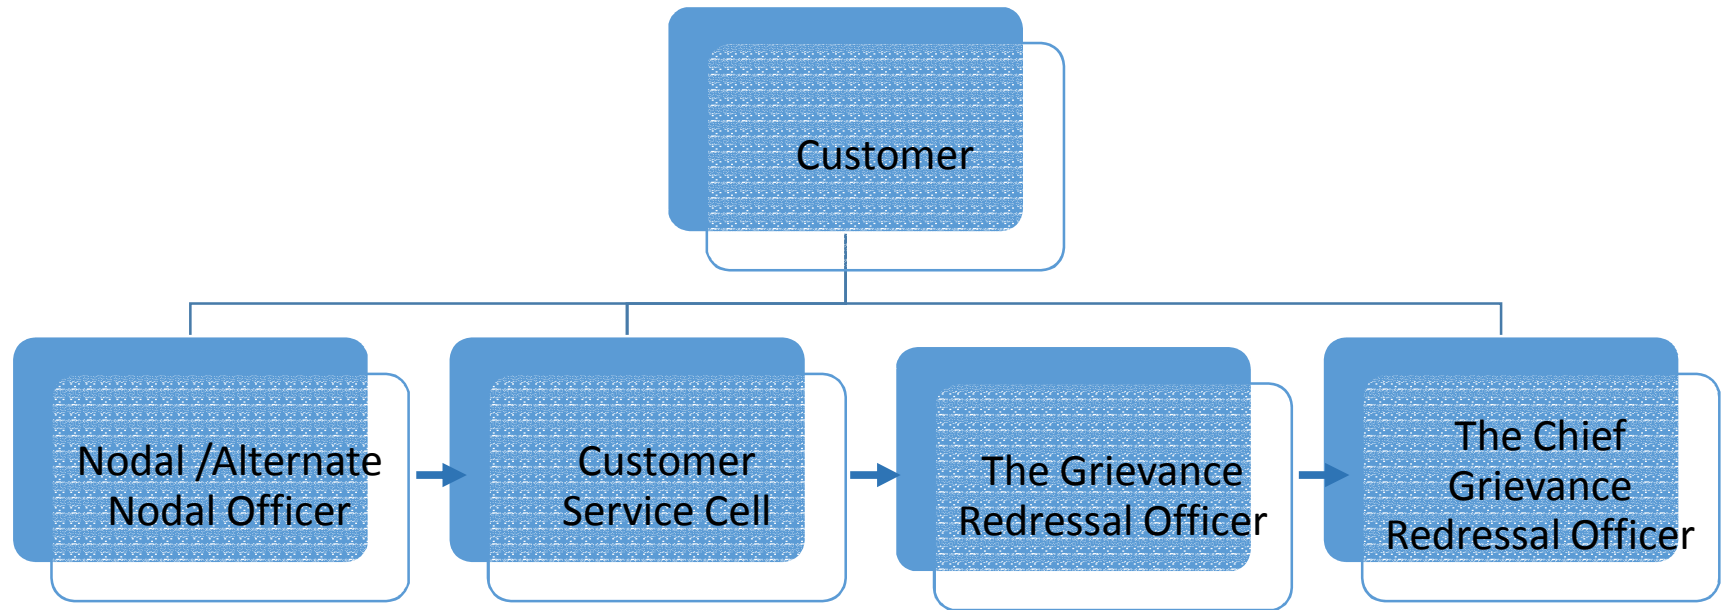 Customer
Nodal /Alternate
Nodal Officer
Customer
Service Cell
The Grievance
Redressal Officer
The Chief
Grievance
Redressal Officer